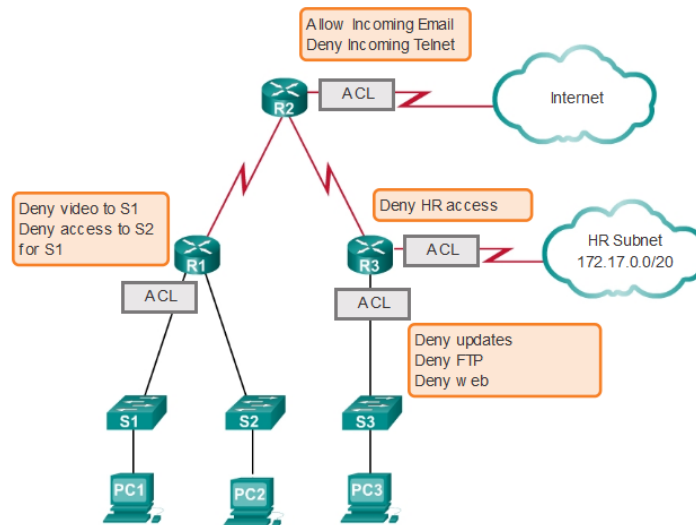 Allow Incoming Email
Deny Incoming Telnet
ACL
R2
Internet
Deny video to S1
Deny access to S2
for S1
Deny HR access
R1
R3
ACL
HR Subnet
172.17.0.0/20
ACL
ACL
Deny updates
Deny FTP
Deny web
S1
S2
S3
PC1
PC2
PC3